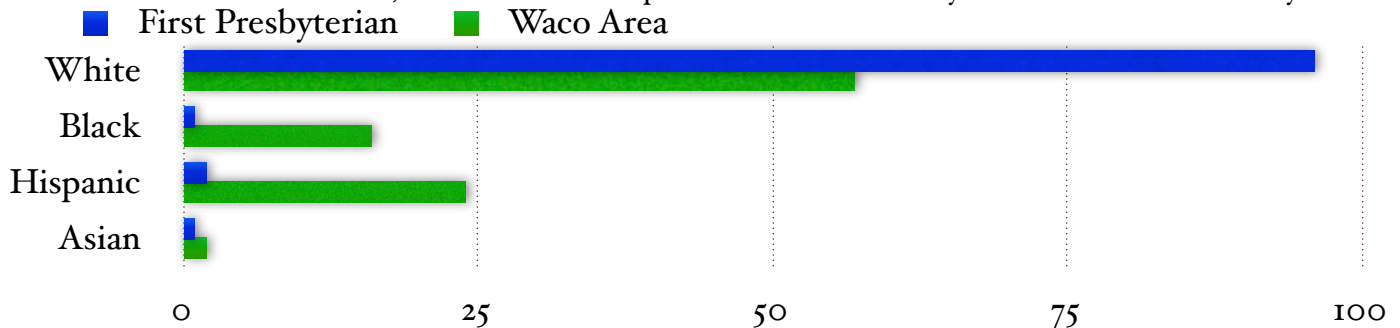 First Presbyterian Waco Area
White
Black
Hispanic
Asian
0 25 50 75 100